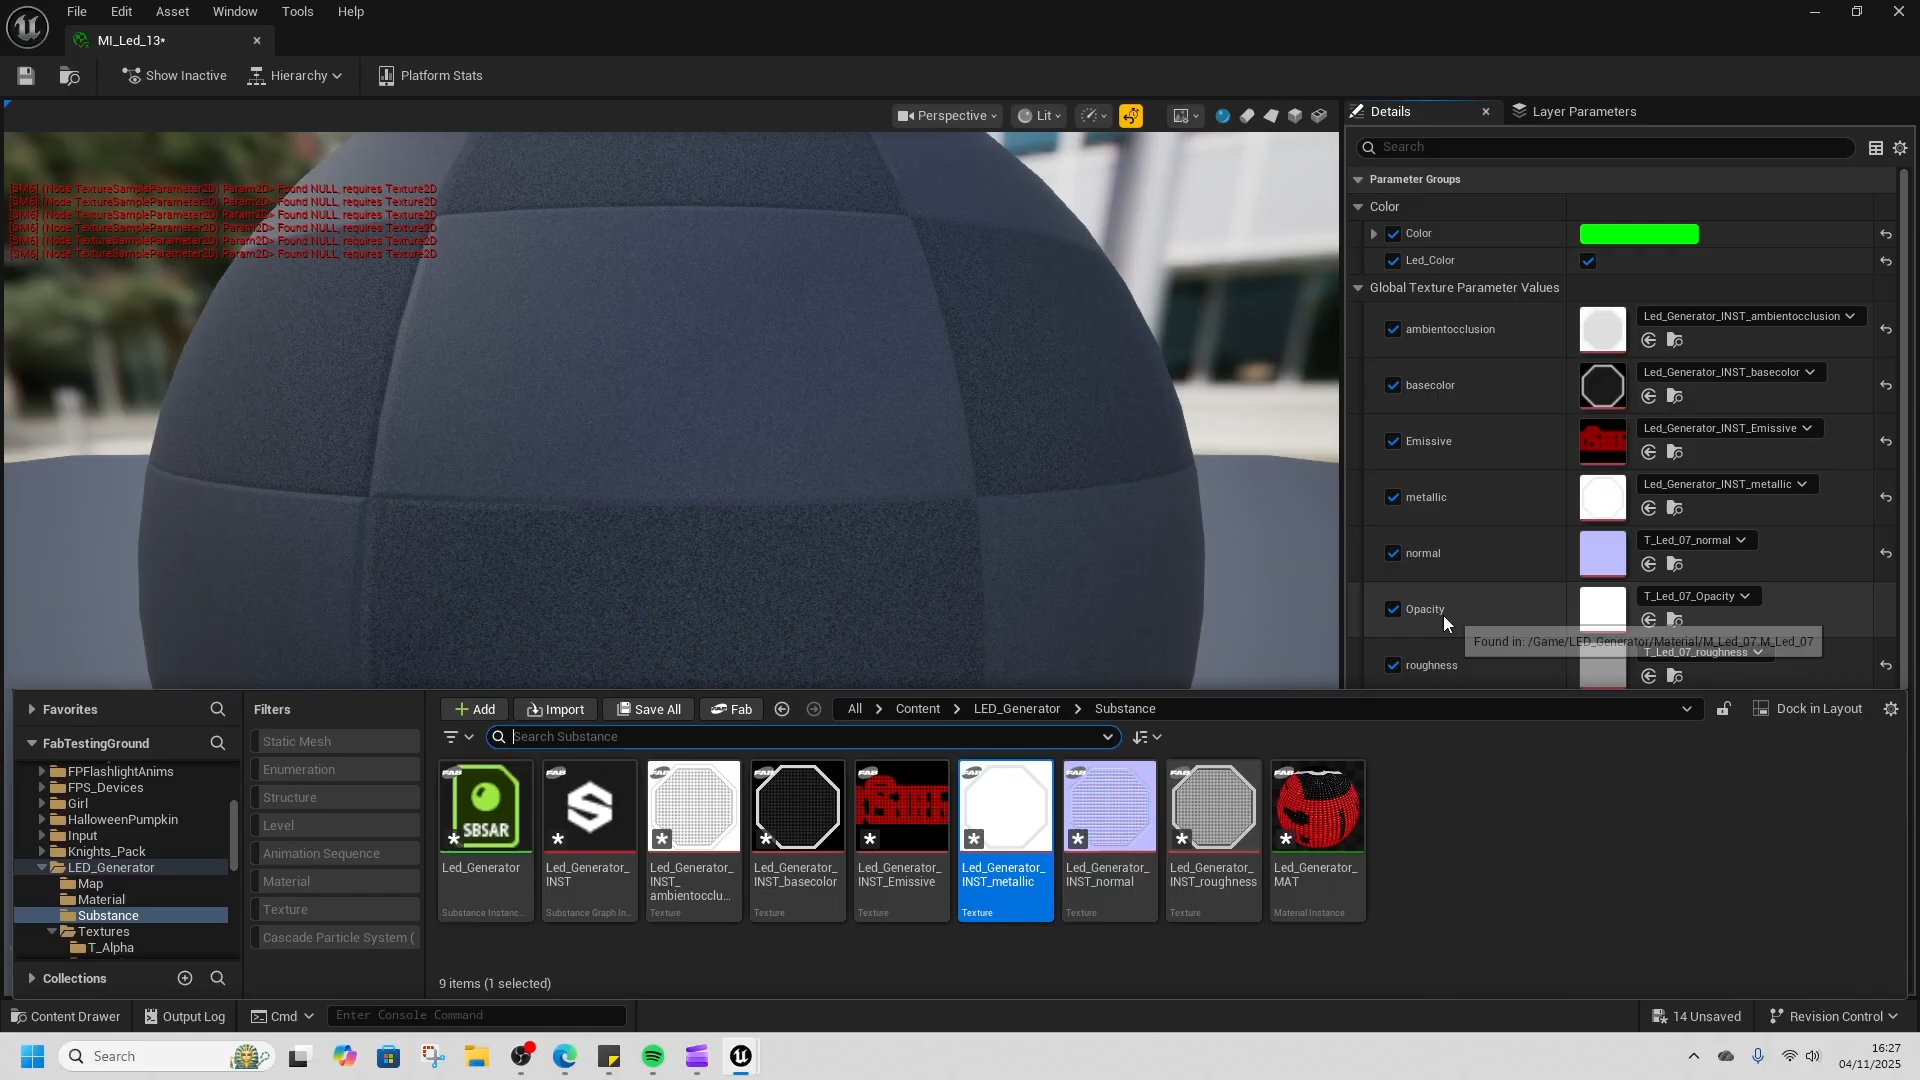 File Edit Asset Window Tools Help
MI_Led_13*
Show Inactive Hierarchy Platform Stats
Perspective Lit
[SM6] (Node TextureSampleParameter2D) Param2D> Found NULL, requires Texture2D
[SM6] (Node TextureSampleParameter2D) Param2D> Found NULL, requires Texture2D
[SM6] (Node TextureSampleParameter2D) Param2D> Found NULL, requires Texture2D
[SM6] (Node TextureSampleParameter2D) Param2D> Found NULL, requires Texture2D
[SM6] (Node TextureSampleParameter2D) Param2D> Found NULL, requires Texture2D
[SM6] (Node TextureSampleParameter2D) Param2D> Found NULL, requires Texture2D
Details Layer Parameters
Search
Parameter Groups
Color
Color
Led_Color
Global Texture Parameter Values
ambientocclusion Led_Generator_INST_ambientocclusion
basecolor Led_Generator_INST_basecolor
Emissive Led_Generator_INST_Emissive
metallic Led_Generator_INST_metallic
normal T_Led_07_normal
Opacity T_Led_07_Opacity
Found in: /Game/LED_Generator/Material/M_Led_07.M_Led_07
roughness T_Led_07_roughness
Favorites
FabTestingGround
FPFlashlightAnims
FPS_Devices
Girl
HalloweenPumpkin
Input
Knights_Pack
LED_Generator
Map
Material
Substance
Textures
T_Alpha
Collections
Filters
Static Mesh
Enumeration
Structure
Level
Animation Sequence
Material
Texture
Cascade Particle System (
Add Import Save All Fab All Content LED_Generator Substance Dock in Layout
Search Substance
FAB FAB FAB FAB FAB FAB FAB FAB FAB
SBSAR
Led_Generator
Substance Instanc...
Led_Generator_
INST
Substance Graph In...
Led_Generator_
INST_
ambientocclu...
Texture
Led_Generator_
INST_basecolor
Texture
Led_Generator_
INST_Emissive
Texture
Led_Generator_
INST_metallic
Texture
Led_Generator_
INST_normal
Texture
Led_Generator_
INST_roughness
Texture
Led_Generator_
MAT
Material Instance
9 items (1 selected)
Content Drawer Output Log Cmd Enter Console Command 14 Unsaved Revision Control
Search
16:27
04/11/2025